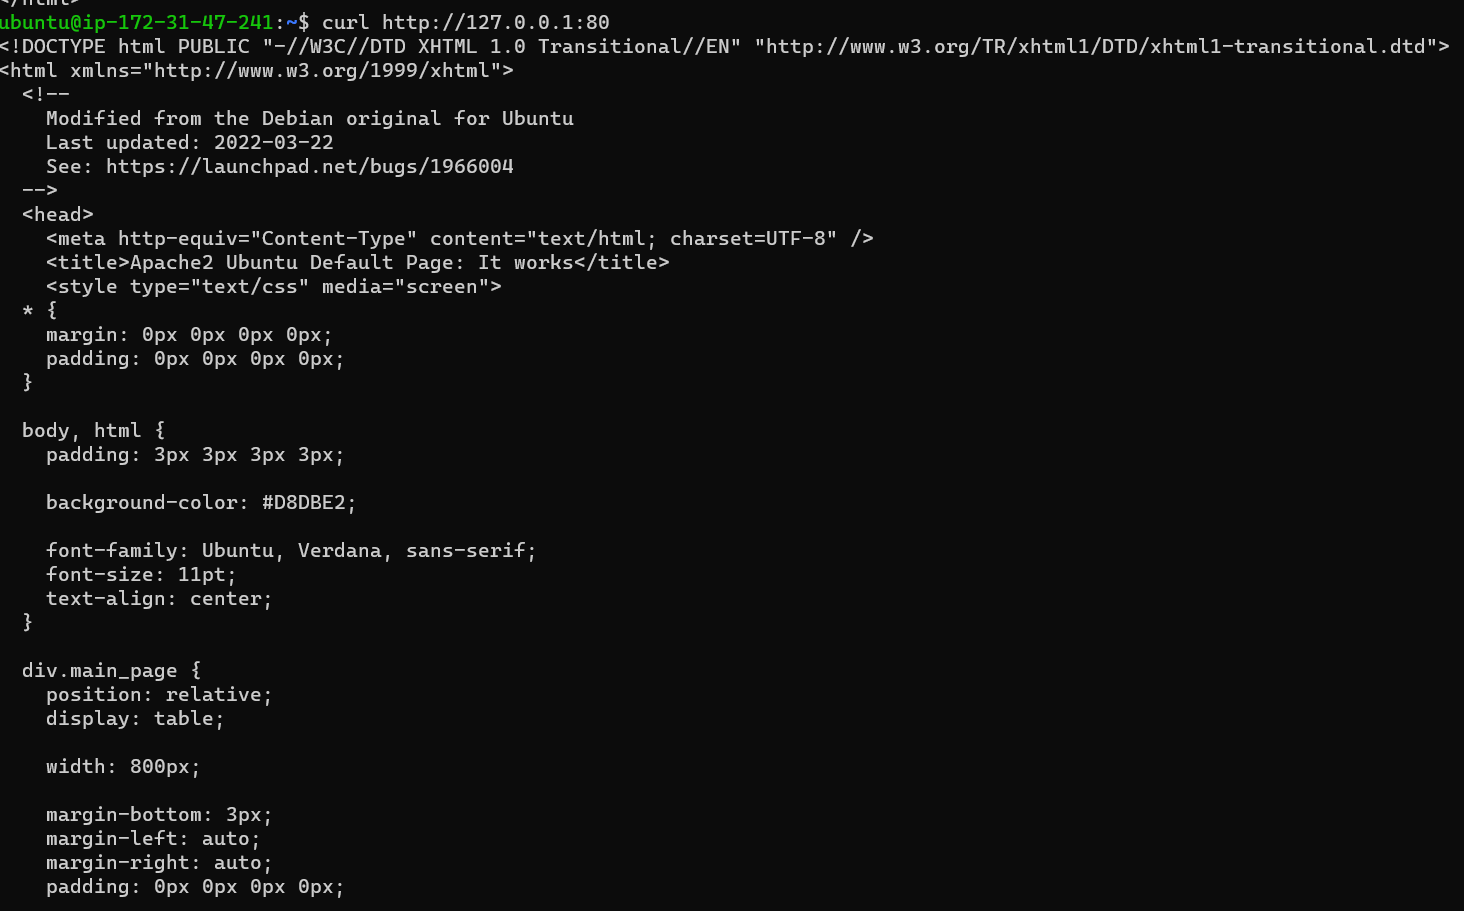 </html>
ubuntu@ip-172-31-47-241:~$ curl http://127.0.0.1:80
<!DOCTYPE html PUBLIC "-//W3C//DTD XHTML 1.0 Transitional//EN" "http://www.w3.org/TR/xhtml1/DTD/xhtml1-transitional.dtd">
<html xmlns="http://www.w3.org/1999/xhtml">
  <!--
    Modified from the Debian original for Ubuntu
    Last updated: 2022-03-22
    See: https://launchpad.net/bugs/1966004
  -->
  <head>
    <meta http-equiv="Content-Type" content="text/html; charset=UTF-8" />
    <title>Apache2 Ubuntu Default Page: It works</title>
    <style type="text/css" media="screen">
  * {
    margin: 0px 0px 0px 0px;
    padding: 0px 0px 0px 0px;
  }

  body, html {
    padding: 3px 3px 3px 3px;

    background-color: #D8DBE2;

    font-family: Ubuntu, Verdana, sans-serif;
    font-size: 11pt;
    text-align: center;
  }

  div.main_page {
    position: relative;
    display: table;

    width: 800px;

    margin-bottom: 3px;
    margin-left: auto;
    margin-right: auto;
    padding: 0px 0px 0px 0px;